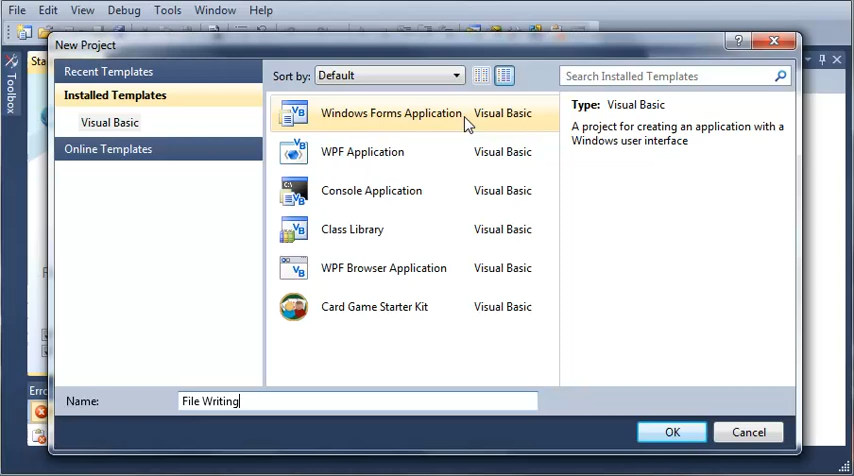 File View Debug Tools Window Help
New Project
Toolbox
Sta
Recent Templates
Installed Templates
Visual Basic
Online Templates
Sort by: Default
Search Installed Templates
Windows Forms Application Visual Basic
WPF Application Visual Basic
Console Application Visual Basic
Class Library Visual Basic
WPF Browser Application Visual Basic
Card Game Starter Kit Visual Basic
Type: Visual Basic
A project for creating an application with a
Windows user interface
Erro
Name: File Writing
OK Cancel